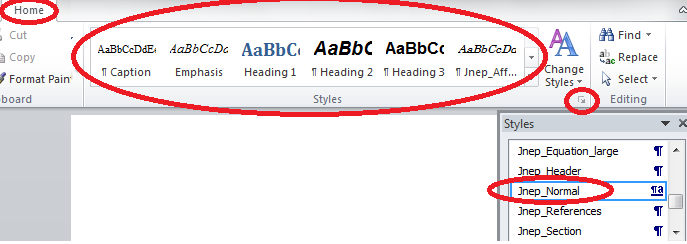 Home
Cut
Copy
Format Pain
board
AaBbCcDdE
¶ Caption
AaBbCcDc
Emphasis
AaBbCc
Heading 1
AaBbC
¶ Heading 2
AaBbCc
¶ Heading 3
AaBbCcDc
¶ Jnep_Aff...
Change
Styles
Styles
Find
Replace
Select
Editing
Styles
Jnep_Equation_large ¶
Jnep_Header ¶
Jnep_Normal ¶a
Jnep_References ¶
Jnep_Section ¶